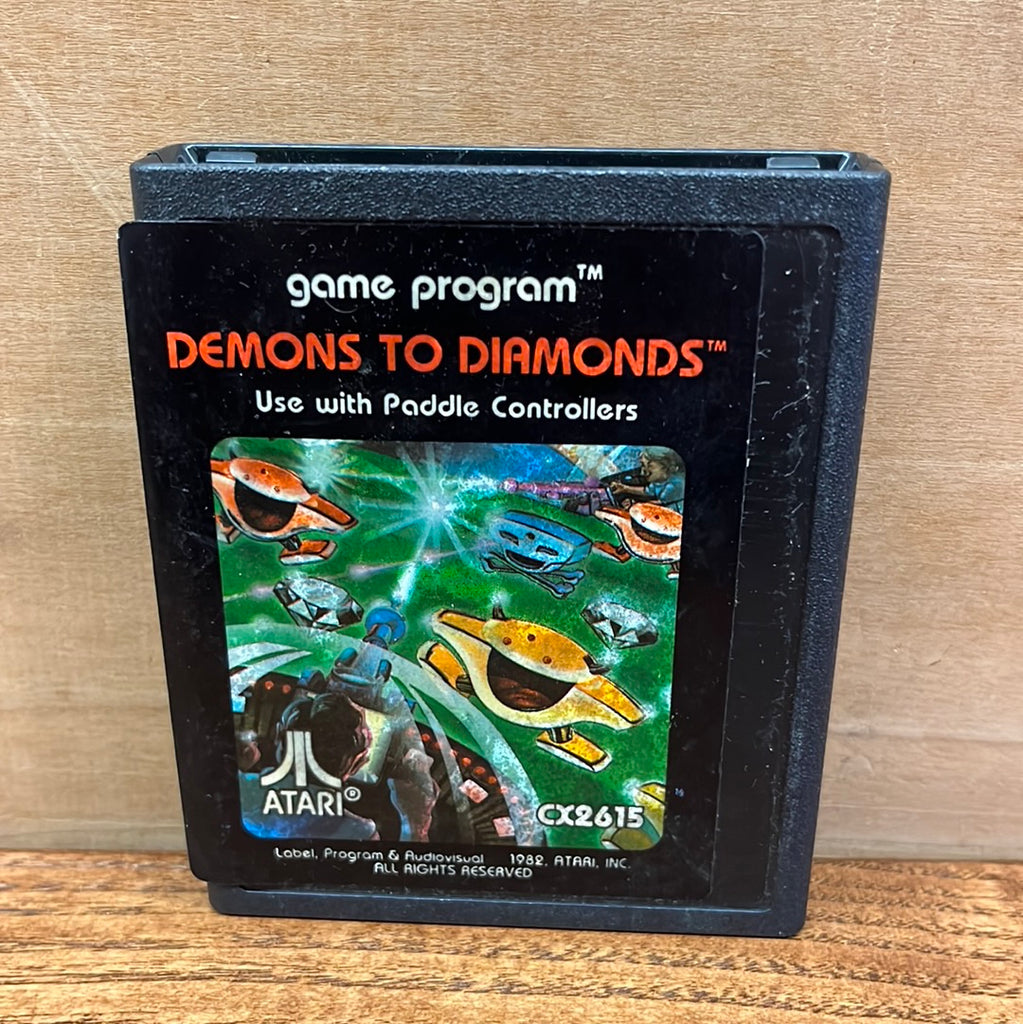 game program™
DEMONS TO DIAMONDS™
Use with Paddle Controllers
ATARI®
CX2615
Label, Program & Audiovisual 1982, ATARI, INC.
ALL RIGHTS RESERVED